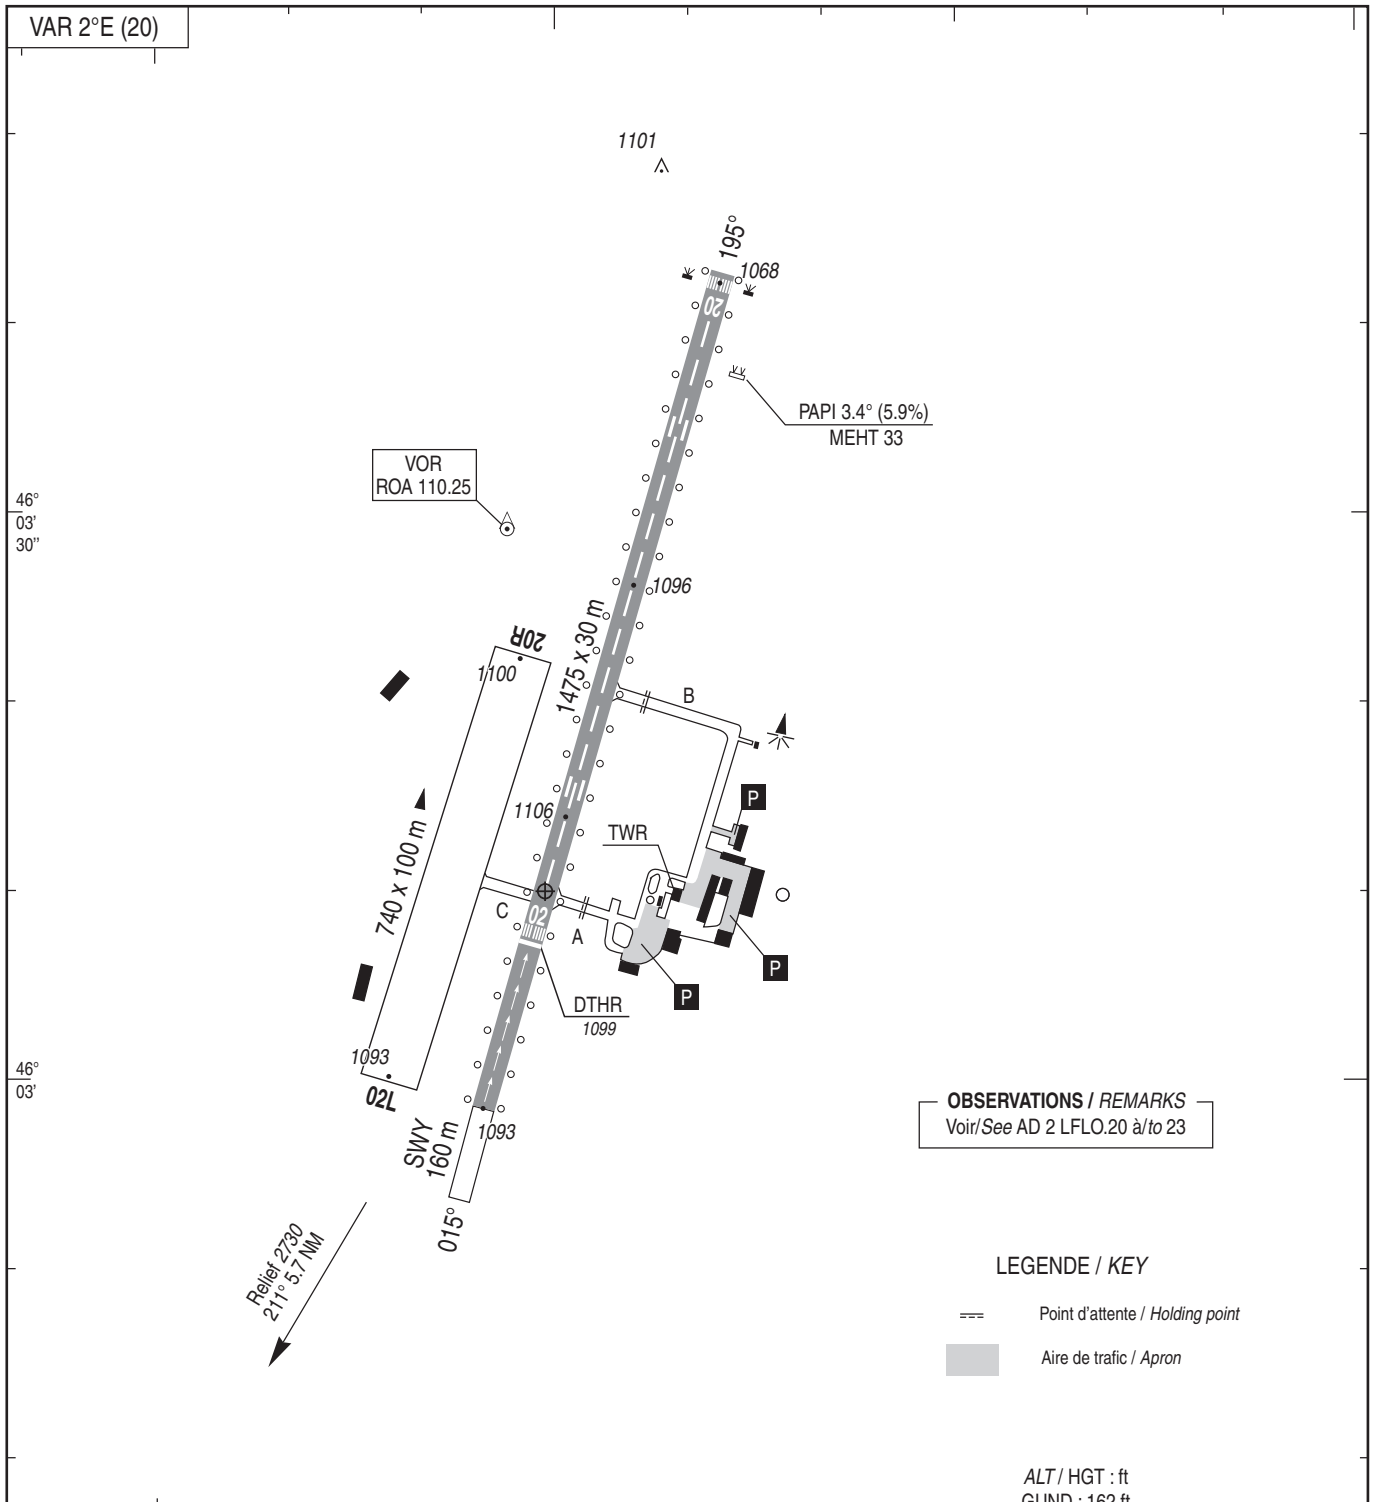 VAR 2°E (20)
1101
195°
1068
20
PAPI 3.4° (5.9%)
MEHT 33
VOR
ROA 110.25
46°
03'
30"
1096
1475 x 30 m
20R
1100
B
P
1106
TWR
740 x 100 m
C
02
A
P
P
DTHR
1099
1093
02L
46°
03'
1093
SWY
160 m
015°
OBSERVATIONS / REMARKS
Voir/See AD 2 LFLO.20 à/to 23
Relief 2730
211° 5.7 NM
LEGENDE / KEY
Point d'attente / Holding point
Aire de trafic / Apron
ALT / HGT : ft
GUND : 162 ft